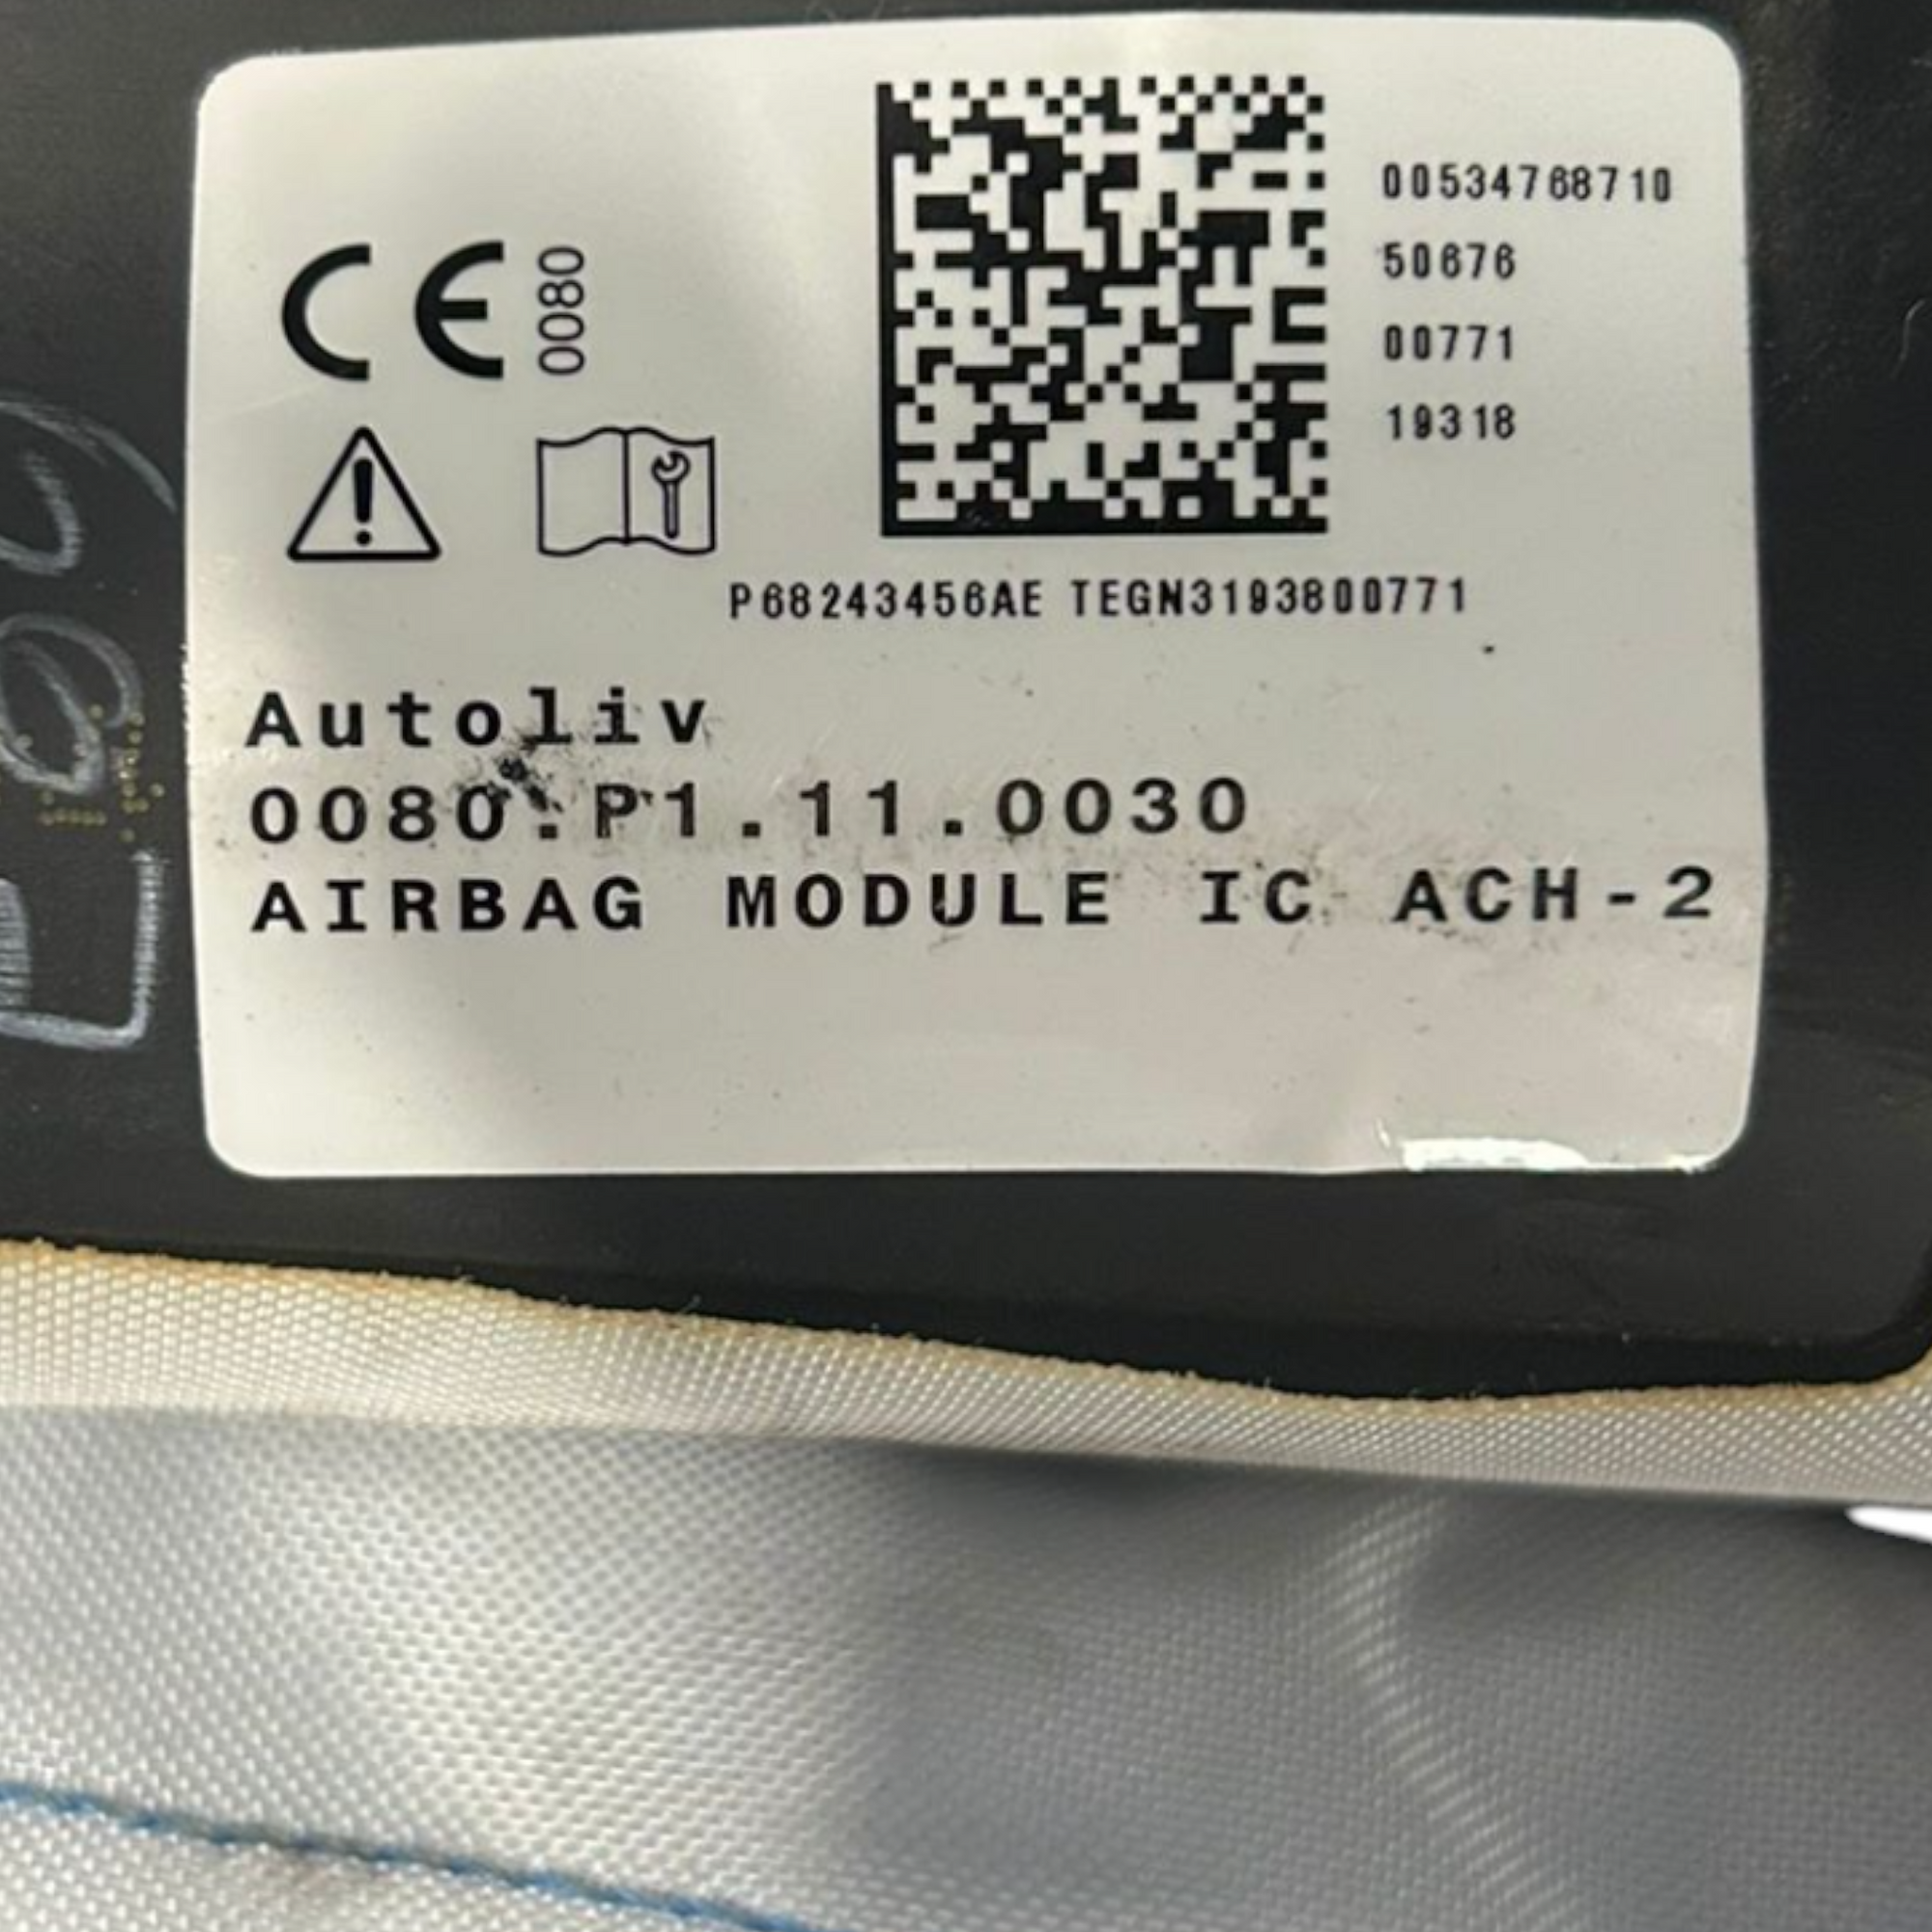 CE 0080
00534768710
50676
00771
19318
P68243456AE TEGN3193800771
Autoliv
0080.P1.11.0030
AIRBAG MODULE IC ACH-2